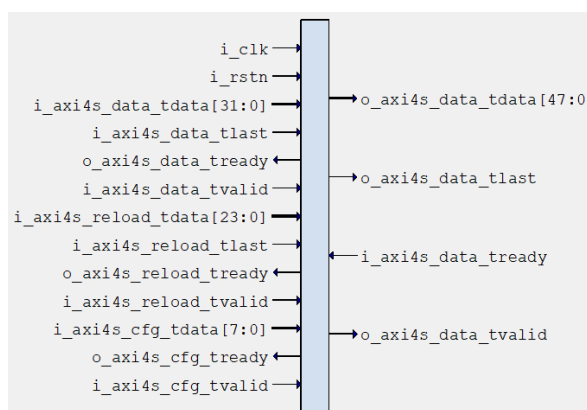 i_clk
i_rstn
i_axi4s_data_tdata[31:0]
i_axi4s_data_tlast
o_axi4s_data_tready
i_axi4s_data_tvalid
i_axi4s_reload_tdata[23:0]
i_axi4s_reload_tlast
o_axi4s_reload_tready
i_axi4s_reload_tvalid
i_axi4s_cfg_tdata[7:0]
o_axi4s_cfg_tready
i_axi4s_cfg_tvalid
o_axi4s_data_tdata[47:0
o_axi4s_data_tlast
i_axi4s_data_tready
o_axi4s_data_tvalid